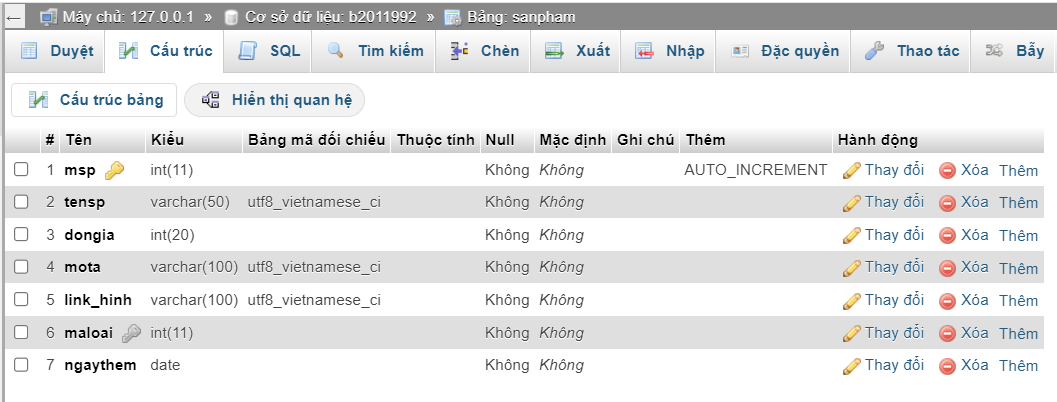 Máy chủ: 127.0.0.1 » Cơ sở dữ liệu: b2011992 » Bảng: sanpham
Duyệt Cấu trúc SQL Tìm kiếm Chèn Xuất Nhập Đặc quyền Thao tác Bẫy
Cấu trúc bảng Hiển thị quan hệ
# Tên Kiểu Bảng mã đối chiếu Thuộc tính Null Mặc định Ghi chú Thêm Hành động
1 msp int(11) Không Không AUTO_INCREMENT Thay đổi Xóa Thêm
2 tensp varchar(50) utf8_vietnamese_ci Không Không Thay đổi Xóa Thêm
3 dongia int(20) Không Không Thay đổi Xóa Thêm
4 mota varchar(100) utf8_vietnamese_ci Không Không Thay đổi Xóa Thêm
5 link_hinh varchar(100) utf8_vietnamese_ci Không Không Thay đổi Xóa Thêm
6 maloai int(11) Không Không Thay đổi Xóa Thêm
7 ngaythem date Không Không Thay đổi Xóa Thêm